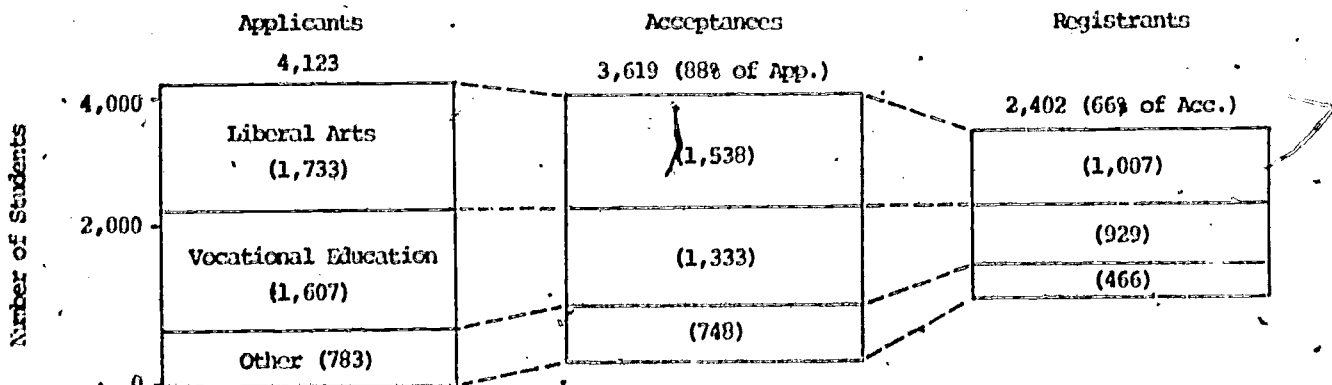 Applicants Acceptances Registrants
4,123 3,619 (88% of App.) 2,402 (66% of Acc.)
Number of Students
4,000
Liberal Arts
(1,733) (1,538) (1,007)
2,000
Vocational Education
(1,607) (1,333) (929)
(466)
Other (783) (748)
0